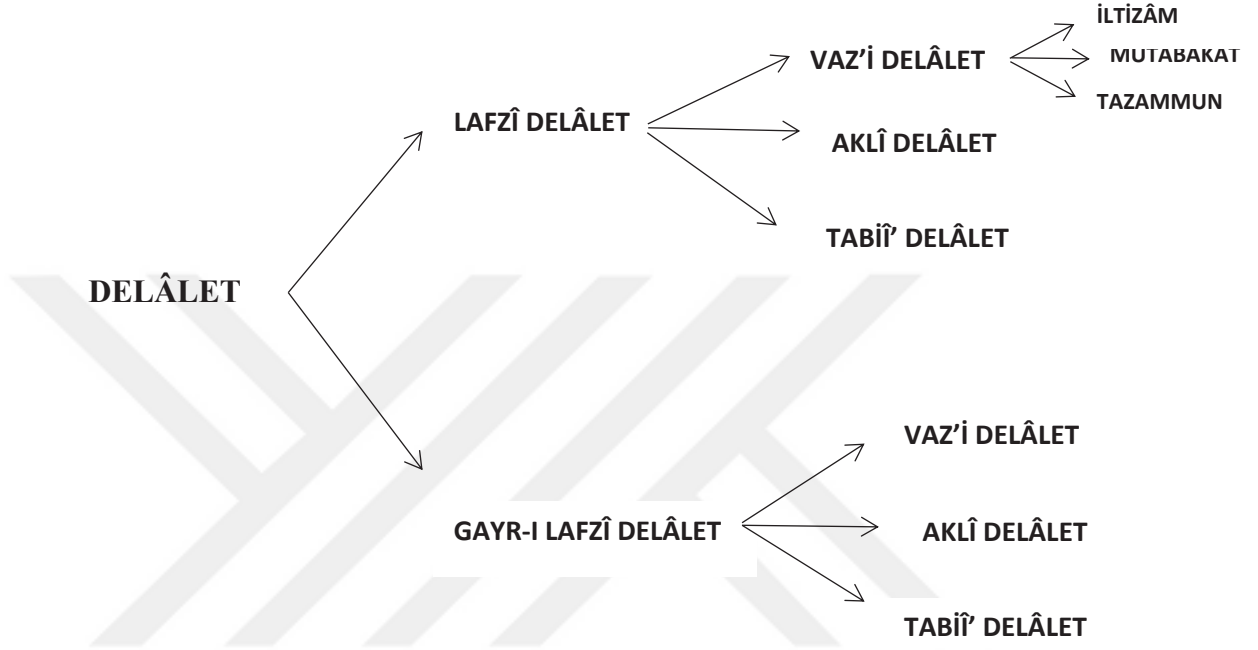 İLTİZÂM
VAZ’İ DELÂLET
MUTABAKAT
TAZAMMUN
LAFZÎ DELÂLET
AKLÎ DELÂLET
TABİÎ’ DELÂLET
DELÂLET
VAZ’İ DELÂLET
GAYR-I LAFZÎ DELÂLET
AKLÎ DELÂLET
TABİÎ’ DELÂLET